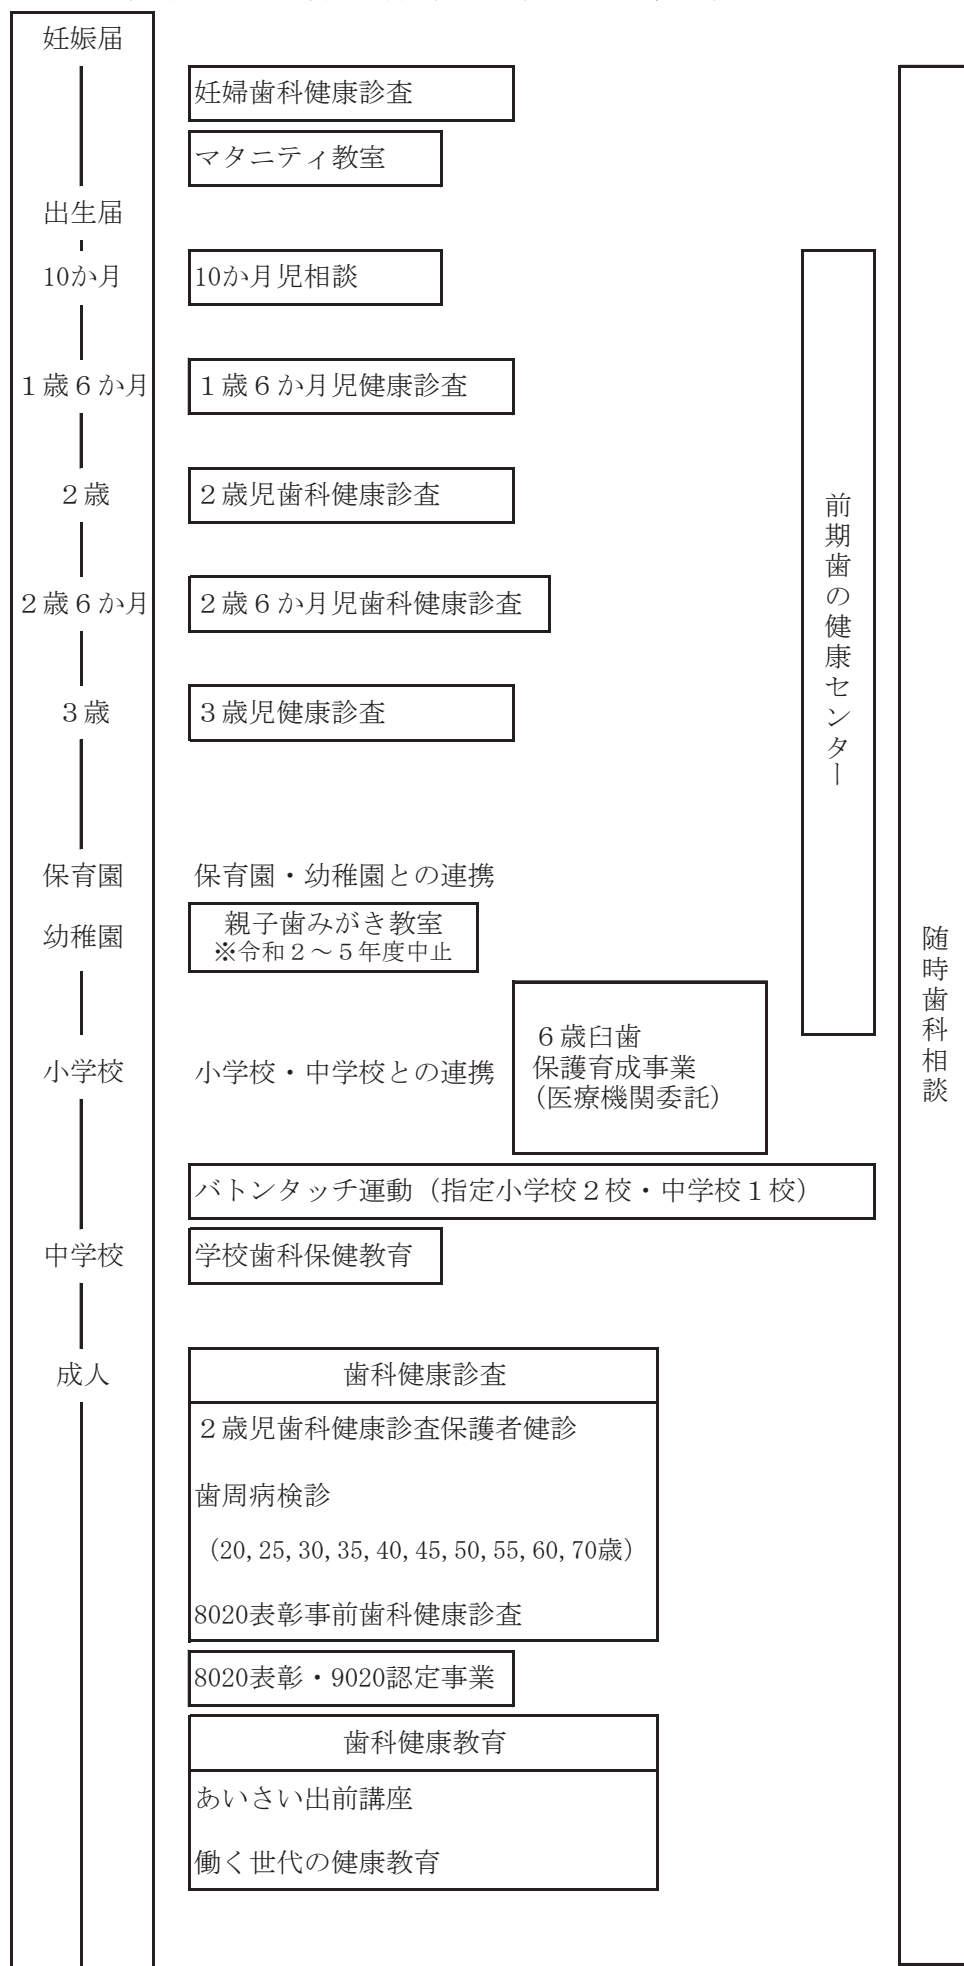 妊娠届
妊婦歯科健康診査
マタニティ教室
出生届
10か月
10か月児相談
１歳６か月
１歳６か月児健康診査
２歳
２歳児歯科健康診査
２歳６か月
２歳６か月児歯科健康診査
３歳
３歳児健康診査
前期歯の健康センター
保育園
保育園・幼稚園との連携
幼稚園
親子歯みがき教室
※令和２～５年度中止
随時歯科相談
小学校
小学校・中学校との連携
６歳臼歯
保護育成事業
（医療機関委託）
バトンタッチ運動（指定小学校２校・中学校１校）
中学校
学校歯科保健教育
成人
歯科健康診査
２歳児歯科健康診査保護者健診
歯周病検診
（20,25,30,35,40,45,50,55,60,70歳）
8020表彰事前歯科健康診査
8020表彰・9020認定事業
歯科健康教育
あいさい出前講座
働く世代の健康教育